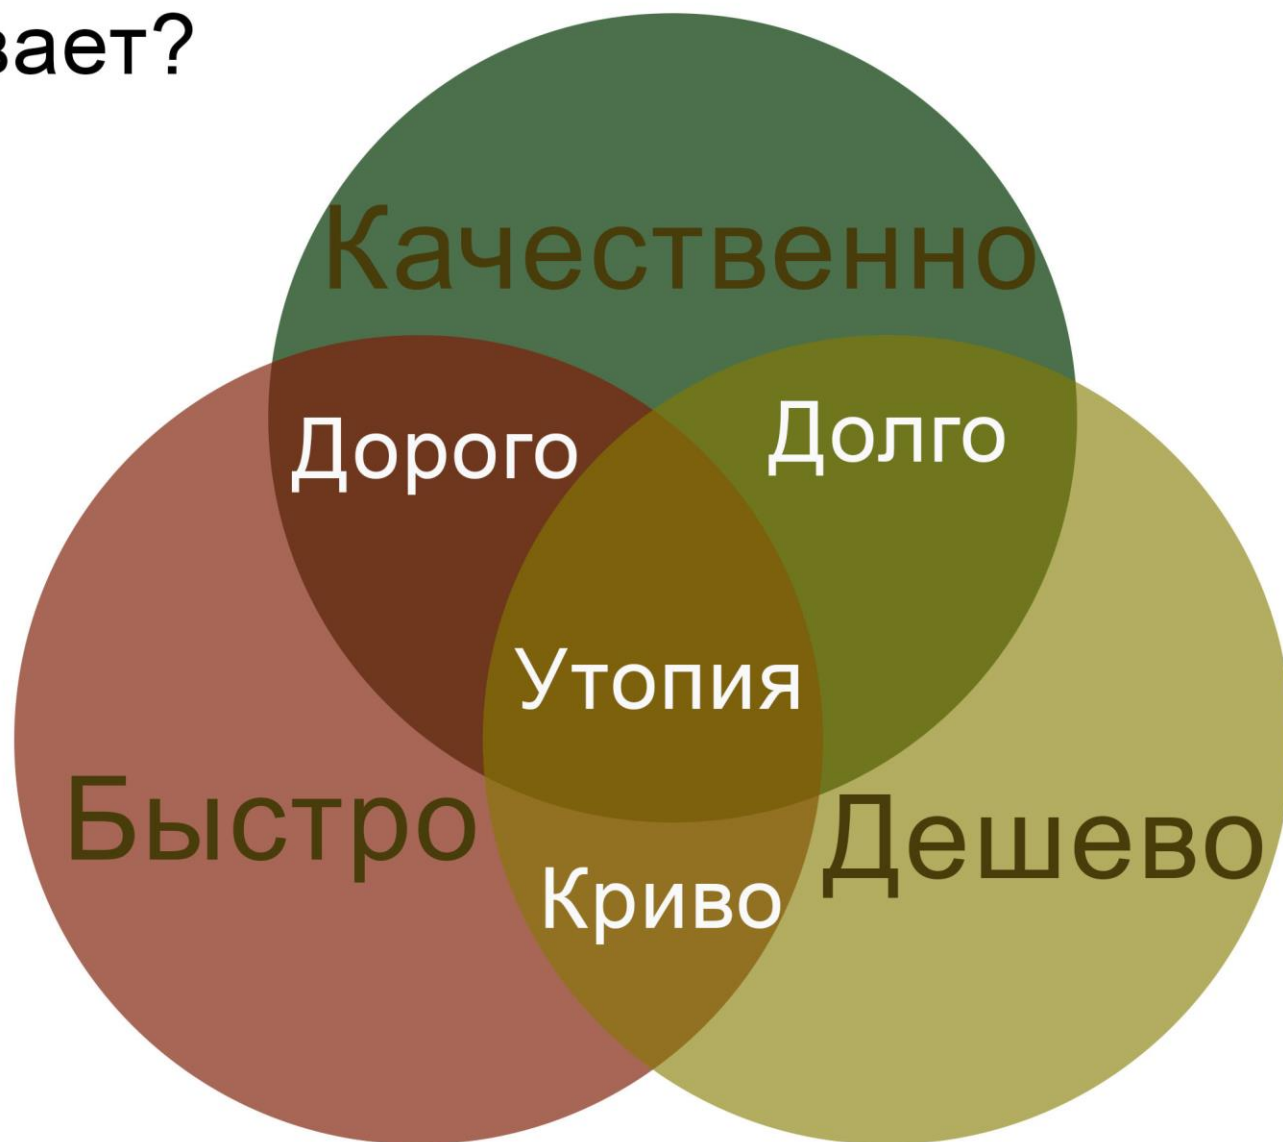 вает?
Качественно
Дорого
Долго
Утопия
Быстро
Дешево
Криво